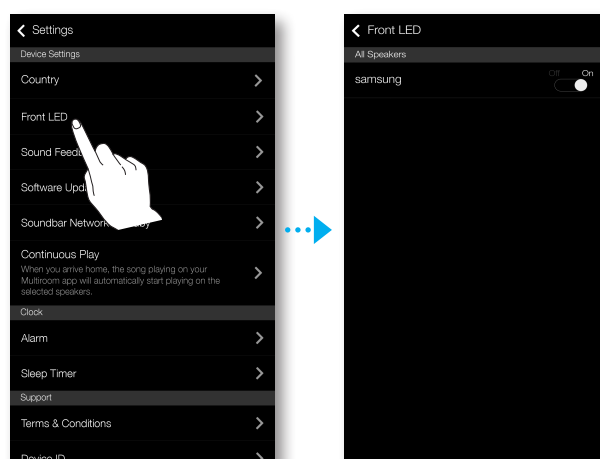 Settings
Device Settings
Country
Front LED
Sound Feed
Software Upd
Soundbar Network
Continuous Play
When you arrive home, the song playing on your
Multiroom app will automatically start playing on the
selected speakers.
Clock
Alarm
Sleep Timer
Support
Terms & Conditions
Device ID
Front LED
All Speakers
samsung
Off On